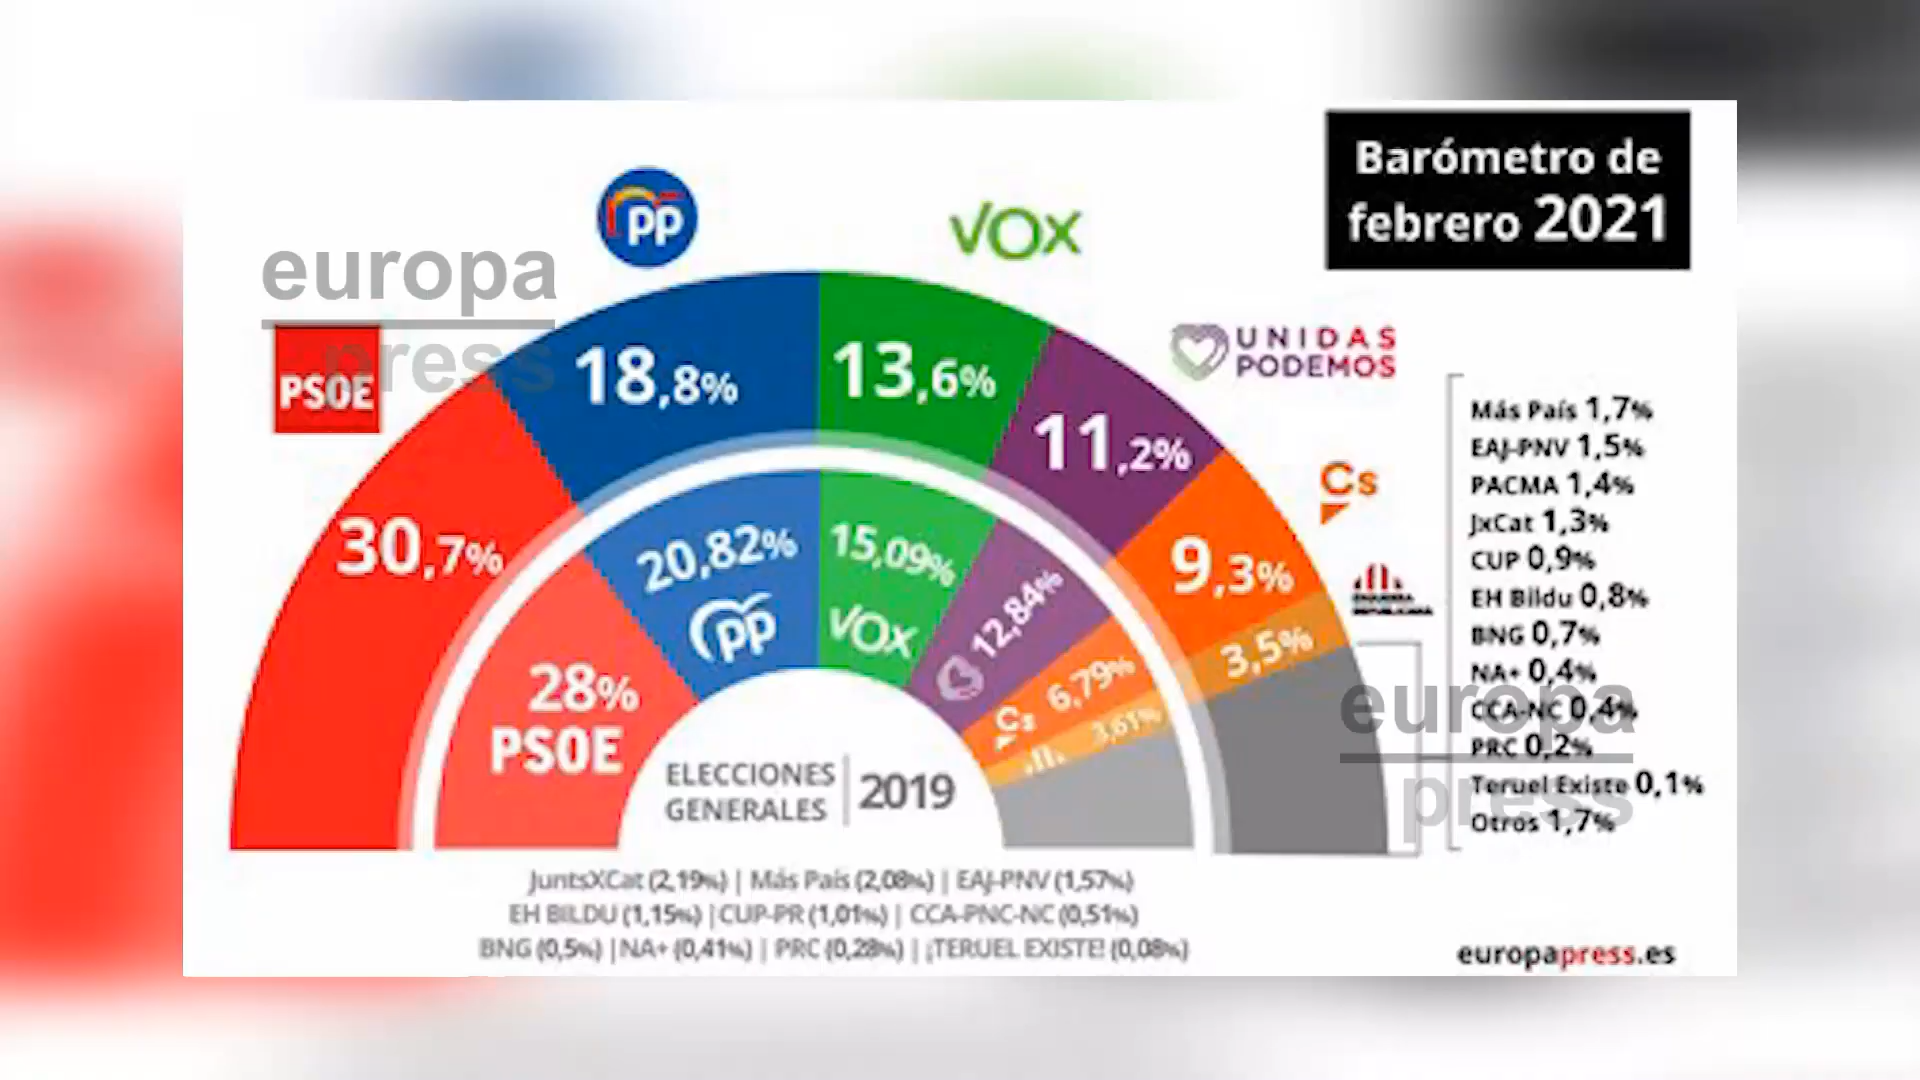 Barómetro de
febrero 2021
pp
VOX
europa
press
PSOE
UNIDAS
PODEMOS
Cs
30,7%
18,8%
13,6%
11,2%
9,3%
3,5%
28%
PSOE
20,82%
pp
15,09%
VOX
12,84%
Cs 6,79%
3,61%
ELECCIONES
GENERALES
2019
Más País 1,7%
EAJ-PNV 1,5%
PACMA 1,4%
JxCat 1,3%
CUP 0,9%
EH Bildu 0,8%
BNG 0,7%
NA+ 0,4%
CCA-NC 0,4%
PRC 0,2%
Teruel Existe 0,1%
Otros 1,7%
europa
press
JuntsXCat (2,19%) | Más País (2,08%) | EAJ-PNV (1,57%)
EH BILDU (1,15%) | CUP-PR (1,01%) | CCA-PNC-NC (0,51%)
BNG (0,5%) | NA+ (0,41%) | PRC (0,28%) | ¡TERUEL EXISTE! (0,08%)
europapress.es